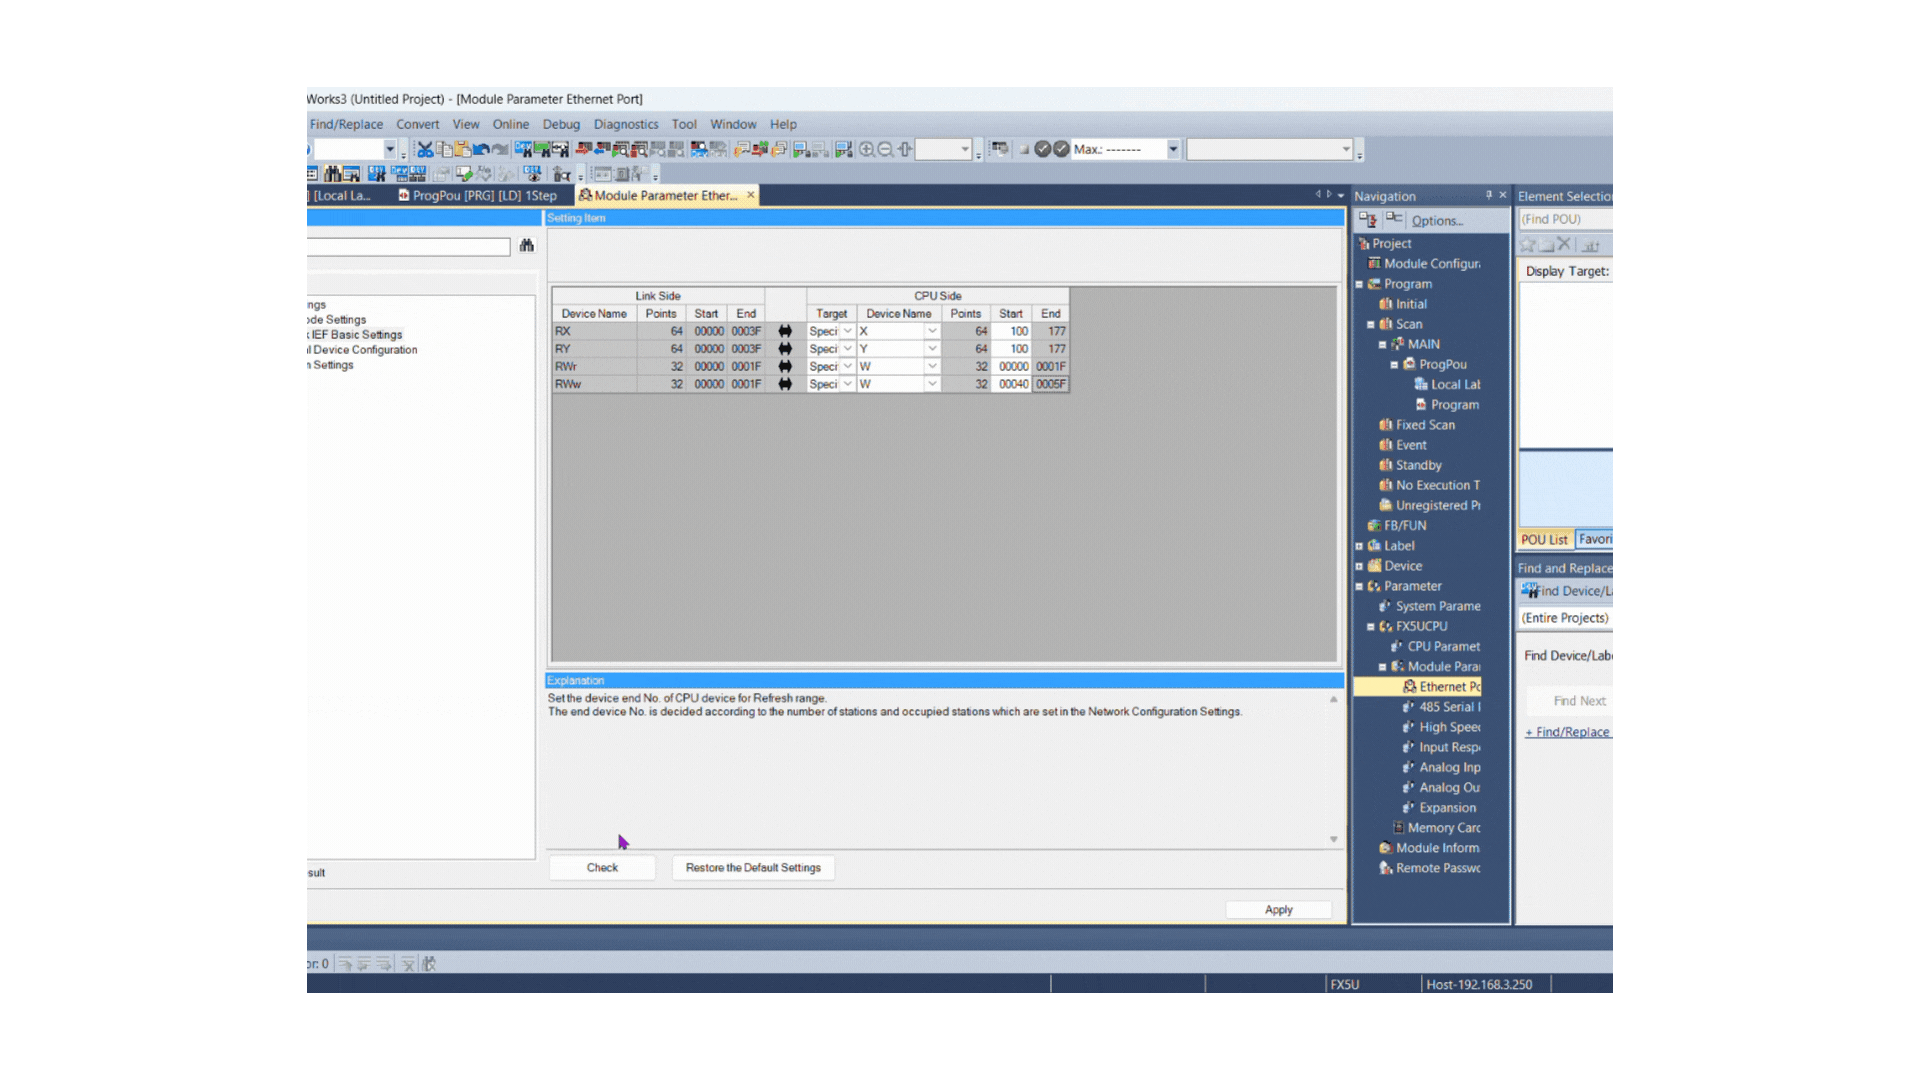 Works3 (Untitled Project) - [Module Parameter Ethernet Port]
Find/Replace Convert View Online Debug Diagnostics Tool Window Help
Max.: -------
] [Local La... ProgPou [PRG] [LD] 1Step Module Parameter Ether... Navigation Element Selection
Setting Item
Options...
(Find POU)
Project
Module Configur
Display Target:
Program
Initial
Scan
MAIN
ProgPou
Local Lab
Program
Fixed Scan
Event
Standby
No Execution T
Unregistered Pr
FB/FUN
Label
Device
Parameter
System Parame
FX5UCPU
CPU Paramet
Module Para
Ethernet Po
485 Serial
High Speed
Input Resp
Analog Inp
Analog Ou
Expansion
Memory Card
Module Inform
Remote Passwo
ngs
ode Settings
k IEF Basic Settings
l Device Configuration
n Settings
sult
Link Side CPU Side
Device Name Points Start End Target Device Name Points Start End
RX 64 00000 0003F Speci X 64 100 177
RY 64 00000 0003F Speci Y 64 100 177
RWr 32 00000 0001F Speci W 32 00000 0001F
RWw 32 00000 0001F Speci W 32 00040 0005F
Explanation
Set the device end No. of CPU device for Refresh range.
The end device No. is decided according to the number of stations and occupied stations which are set in the Network Configuration Settings.
Check Restore the Default Settings
Apply
POU List Favori
Find and Replace
Find Device/La
(Entire Projects)
Find Device/Labe
Find Next
+ Find/Replace
or: 0
FX5U Host-192.168.3.250